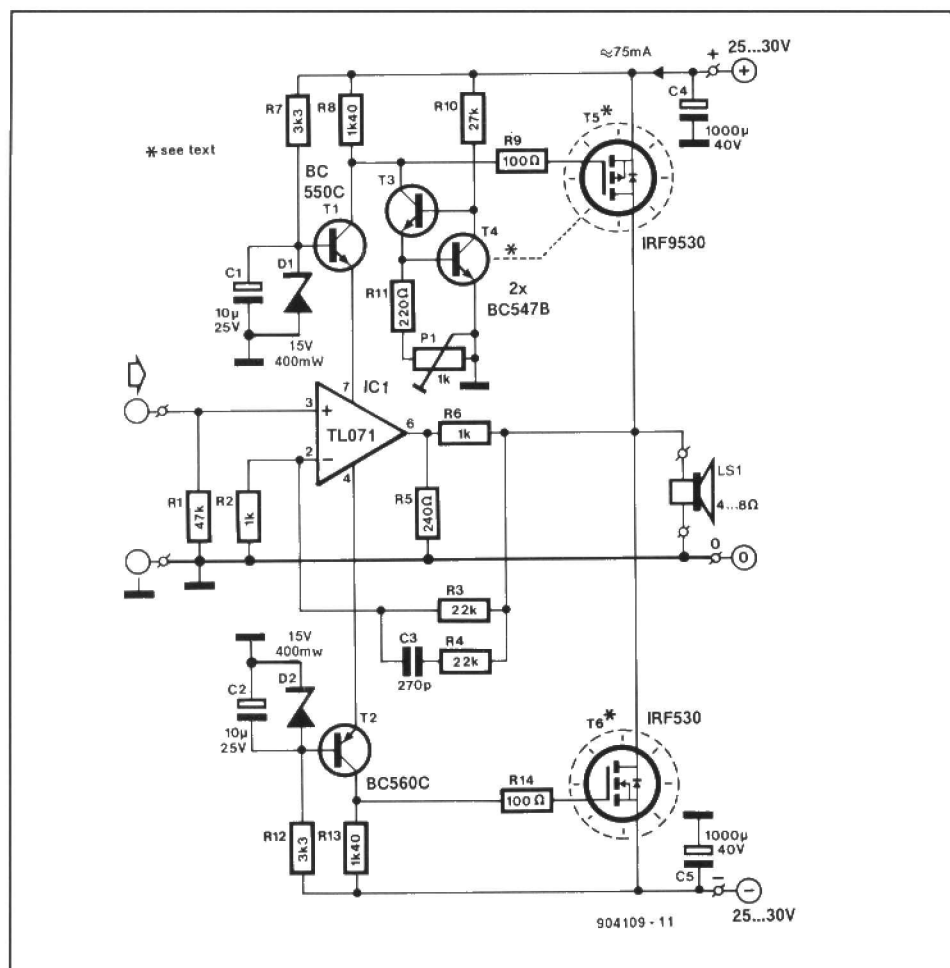 ≈75mA
+
25...30V
+
R7
3k3
R8
1k40
R10
27k
C4
1000µ
40V
T5*
* see text
BC
550C
R9
100Ω
T3
T1
T4
*
IRF9530
C1
10µ
25V
D1
R11
220Ω
2x
BC547B
15V
400mW
P1
1k
7
IC1
3
+
TL071
6
R6
1k
2
−
4
LS1
4...8Ω
R1
47k
R2
1k
R5
240Ω
0
0
R3
22k
C3
270p
R4
22k
15V
400mw
D2
C2
10µ
25V
T2
T6*
IRF530
BC560C
R14
100Ω
1000µ
40V
C5
R12
3k3
R13
1k40
−
−
25...30V
904109 - 11